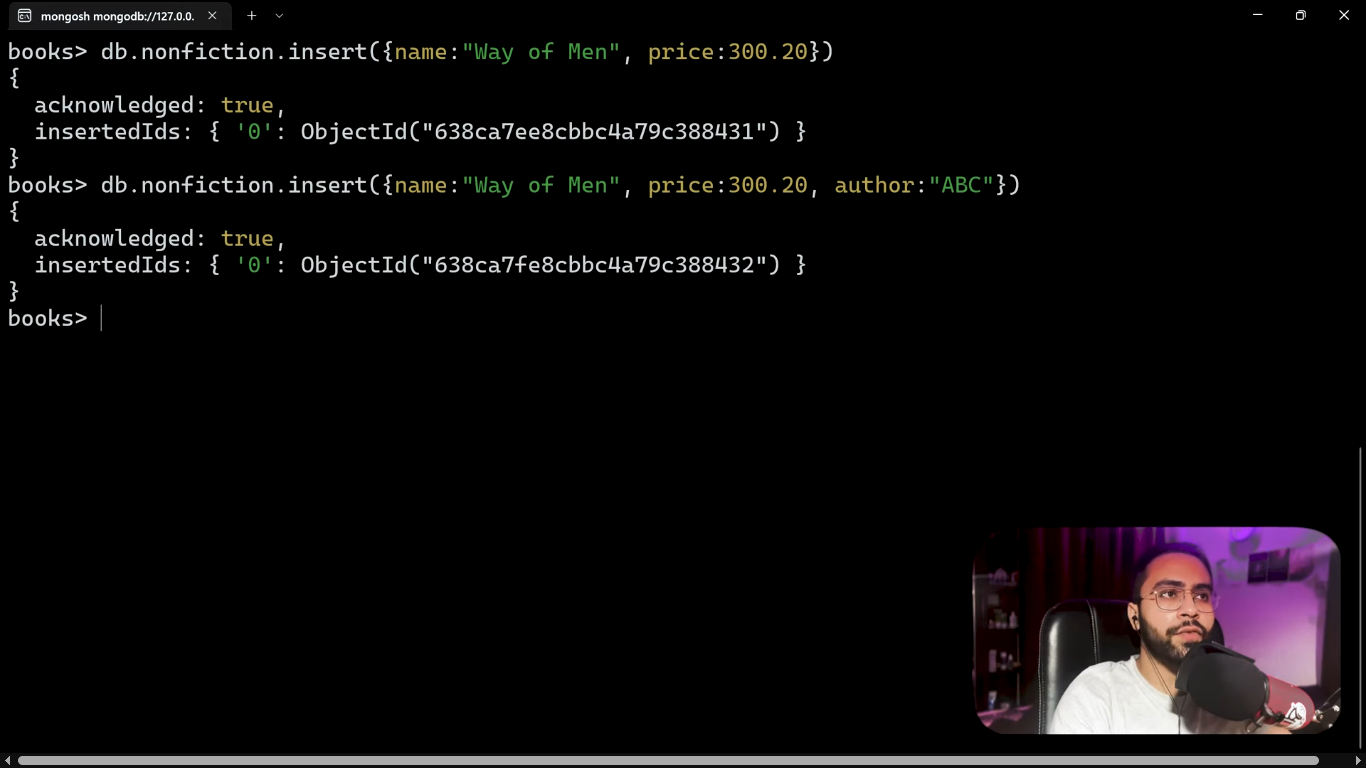 mongosh mongodb://127.0.0.
books> db.nonfiction.insert({name:"Way of Men", price:300.20})
{
  acknowledged: true,
  insertedIds: { '0': ObjectId("638ca7ee8cbbc4a79c388431") }
}
books> db.nonfiction.insert({name:"Way of Men", price:300.20, author:"ABC"})
{
  acknowledged: true,
  insertedIds: { '0': ObjectId("638ca7fe8cbbc4a79c388432") }
}
books>